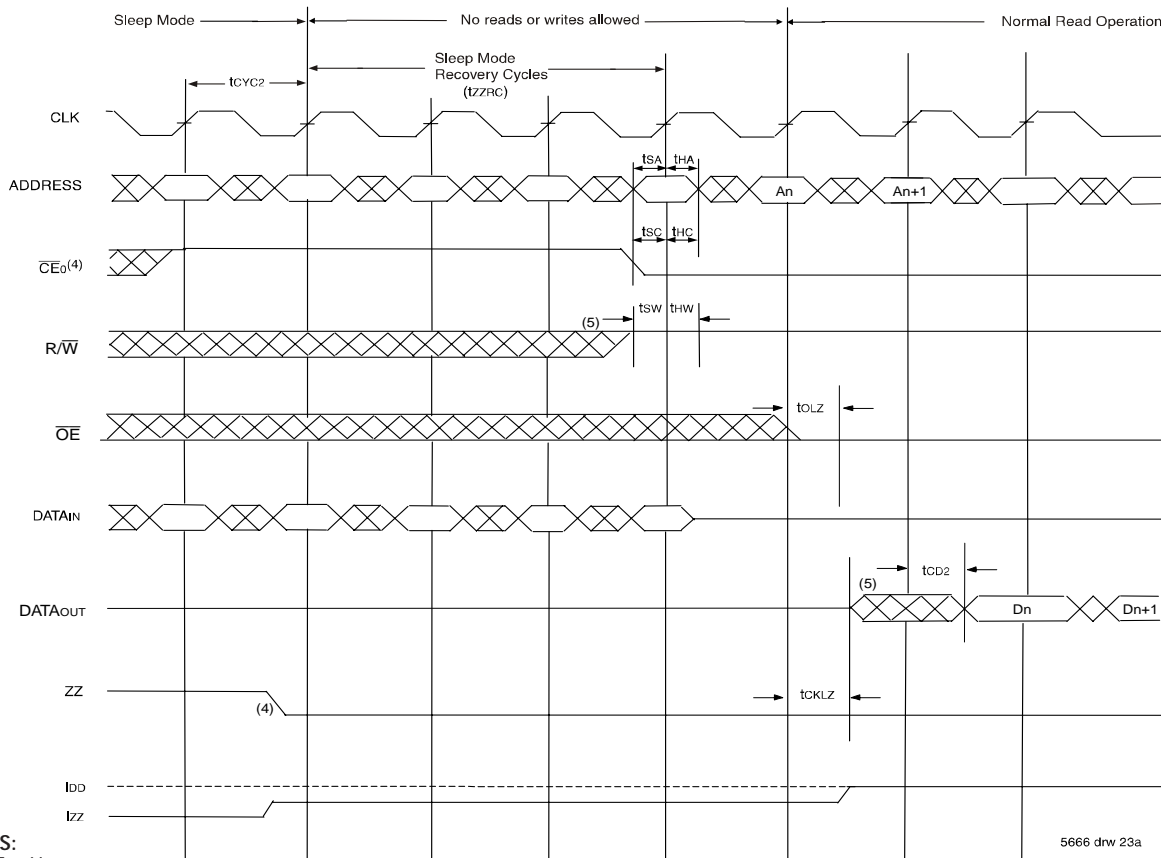 Sleep Mode
No reads or writes allowed
Normal Read Operation
Sleep Mode
Recovery Cycles
(tZZRC)
tCYC2
CLK
tSA tHA
ADDRESS
An
An+1
tSC tHC
CE0(4)
tSW tHW
(5)
R/W
tOLZ
OE
DATAIN
tCD2
(5)
DATAOUT
Dn
Dn+1
ZZ
(4)
tCKLZ
IDD
IZZ
S:
5666 drw 23a